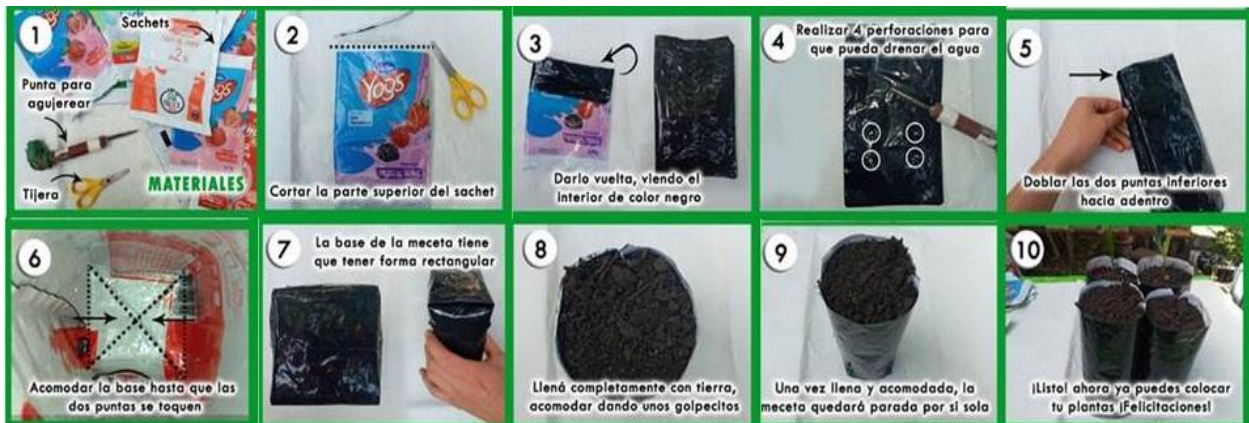 1
Sachets
Punta para
agujerear
Tijera
MATERIALES
2
Yogs
Cortar la parte superior del sachet
3
Darlo vuelta, viendo el
interior de color negro
4
Realizar 4 perforaciones para
que pueda drenar el agua
5
Doblar las dos puntas inferiores
hacia adentro
6
Acomodar la base hasta que las
dos puntas se toquen
7
La base de la meceta tiene
que tener forma rectangular
8
Llená completamente con tierra,
acomodar dando unos golpecitos
9
Una vez llena y acomodada, la
meceta quedará parada por si sola
10
¡Listo! ahora ya puedes colocar
tu plantas ¡Felicitaciones!